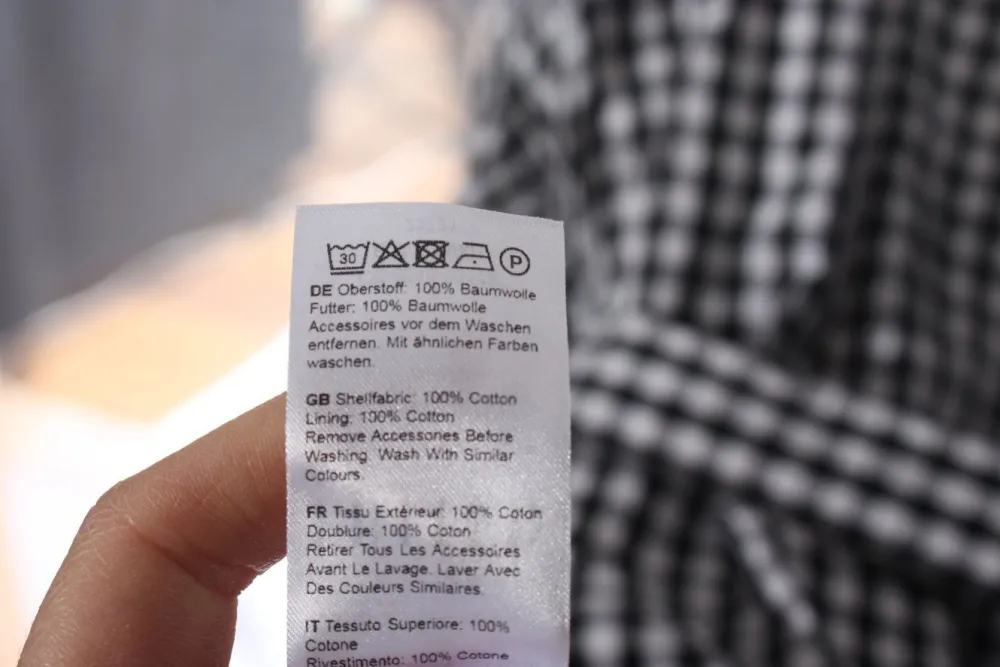 30 P
DE Oberstoff: 100% Baumwolle
Futter: 100% Baumwolle
Accessoires vor dem Waschen
entfernen. Mit ähnlichen Farben
waschen.
GB Shellfabric: 100% Cotton
Lining: 100% Cotton
Remove Accessories Before
Washing. Wash With Similar
Colours.
FR Tissu Extérieur: 100% Coton
Doublure: 100% Coton
Retirer Tous Les Accessoires
Avant Le Lavage. Laver Avec
Des Couleurs Similaires.
IT Tessuto Superiore: 100%
Cotone
Rivestimento: 100% Cotone